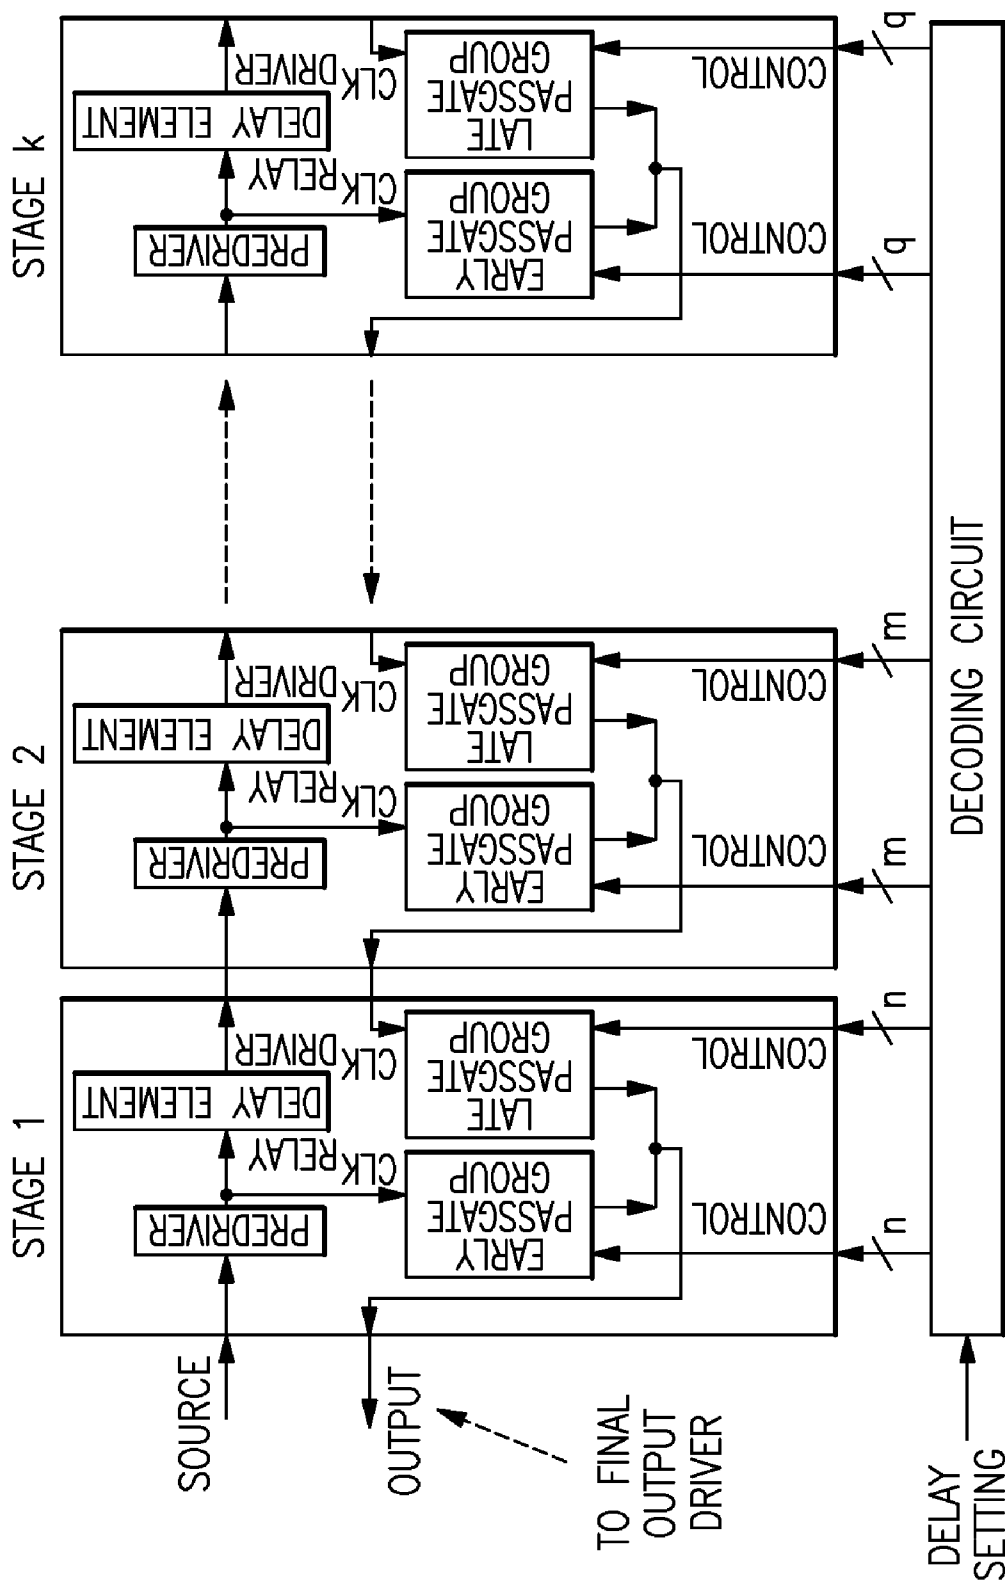 STAGE 1
PREDRIVER
DELAY ELEMENT
CLK RELAY
CLK DRIVER
EARLY
PASSGATE
GROUP
LATE
PASSGATE
GROUP
CONTROL
CONTROL
n
n
STAGE 2
PREDRIVER
DELAY ELEMENT
CLK RELAY
CLK DRIVER
EARLY
PASSGATE
GROUP
LATE
PASSGATE
GROUP
CONTROL
CONTROL
m
m
STAGE k
PREDRIVER
DELAY ELEMENT
CLK RELAY
CLK DRIVER
EARLY
PASSGATE
GROUP
LATE
PASSGATE
GROUP
CONTROL
CONTROL
q
q
SOURCE
OUTPUT
TO FINAL
OUTPUT
DRIVER
DELAY
SETTING
DECODING CIRCUIT